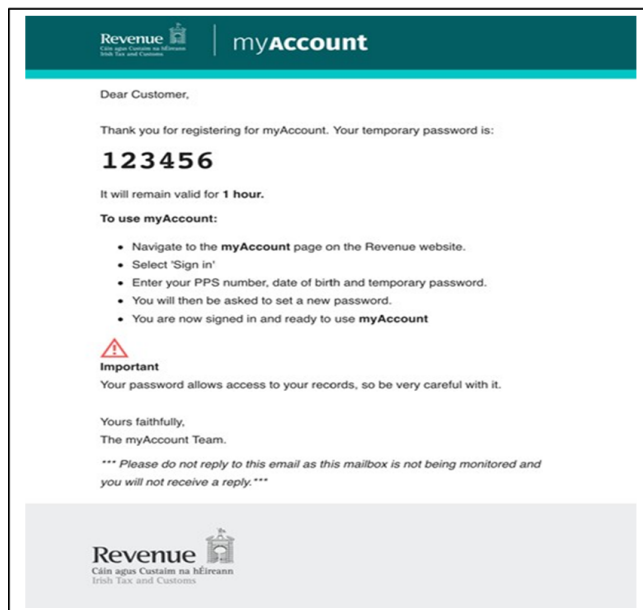 Revenue
Cáin agus Custaim na hÉireann
Irish Tax and Customs
myAccount
Dear Customer,
Thank you for registering for myAccount. Your temporary password is:
123456
It will remain valid for 1 hour.
To use myAccount:
• Navigate to the myAccount page on the Revenue website.
• Select 'Sign in'
• Enter your PPS number, date of birth and temporary password.
• You will then be asked to set a new password.
• You are now signed in and ready to use myAccount
Important
Your password allows access to your records, so be very careful with it.
Yours faithfully,
The myAccount Team.
*** Please do not reply to this email as this mailbox is not being monitored and
you will not receive a reply.***
Revenue
Cáin agus Custaim na hÉireann
Irish Tax and Customs